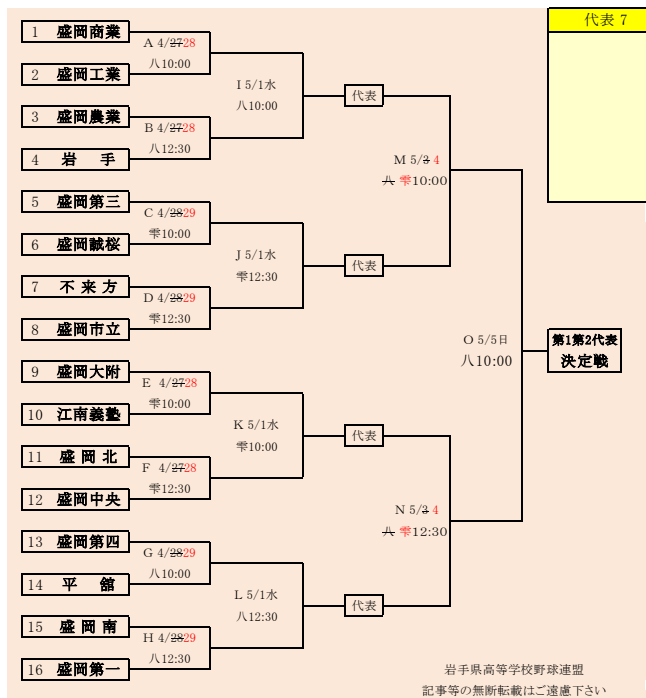 代表 7
1 盛岡商業
A 4/2728
八10:00
2 盛岡工業
I 5/1水
八10:00
代表
3 盛岡農業
B 4/2728
八12:30
4 岩 手
M 5/3 4
八 雫10:00
5 盛岡第三
C 4/2829
雫10:00
6 盛岡誠桜
J 5/1水
雫12:30
代表
7 不 来 方
D 4/2829
雫12:30
8 盛岡市立
O 5/5日
八10:00
第1第2代表
決定戦
9 盛岡大附
E 4/2728
雫10:00
10 江南義塾
K 5/1水
雫10:00
代表
11 盛 岡 北
F 4/2728
雫12:30
12 盛岡中央
N 5/3 4
八 雫12:30
13 盛岡第四
G 4/2829
八10:00
14 平 舘
L 5/1水
八12:30
代表
15 盛 岡 南
H 4/2829
八12:30
16 盛岡第一
岩手県高等学校野球連盟
記事等の無断転載はご遠慮下さい